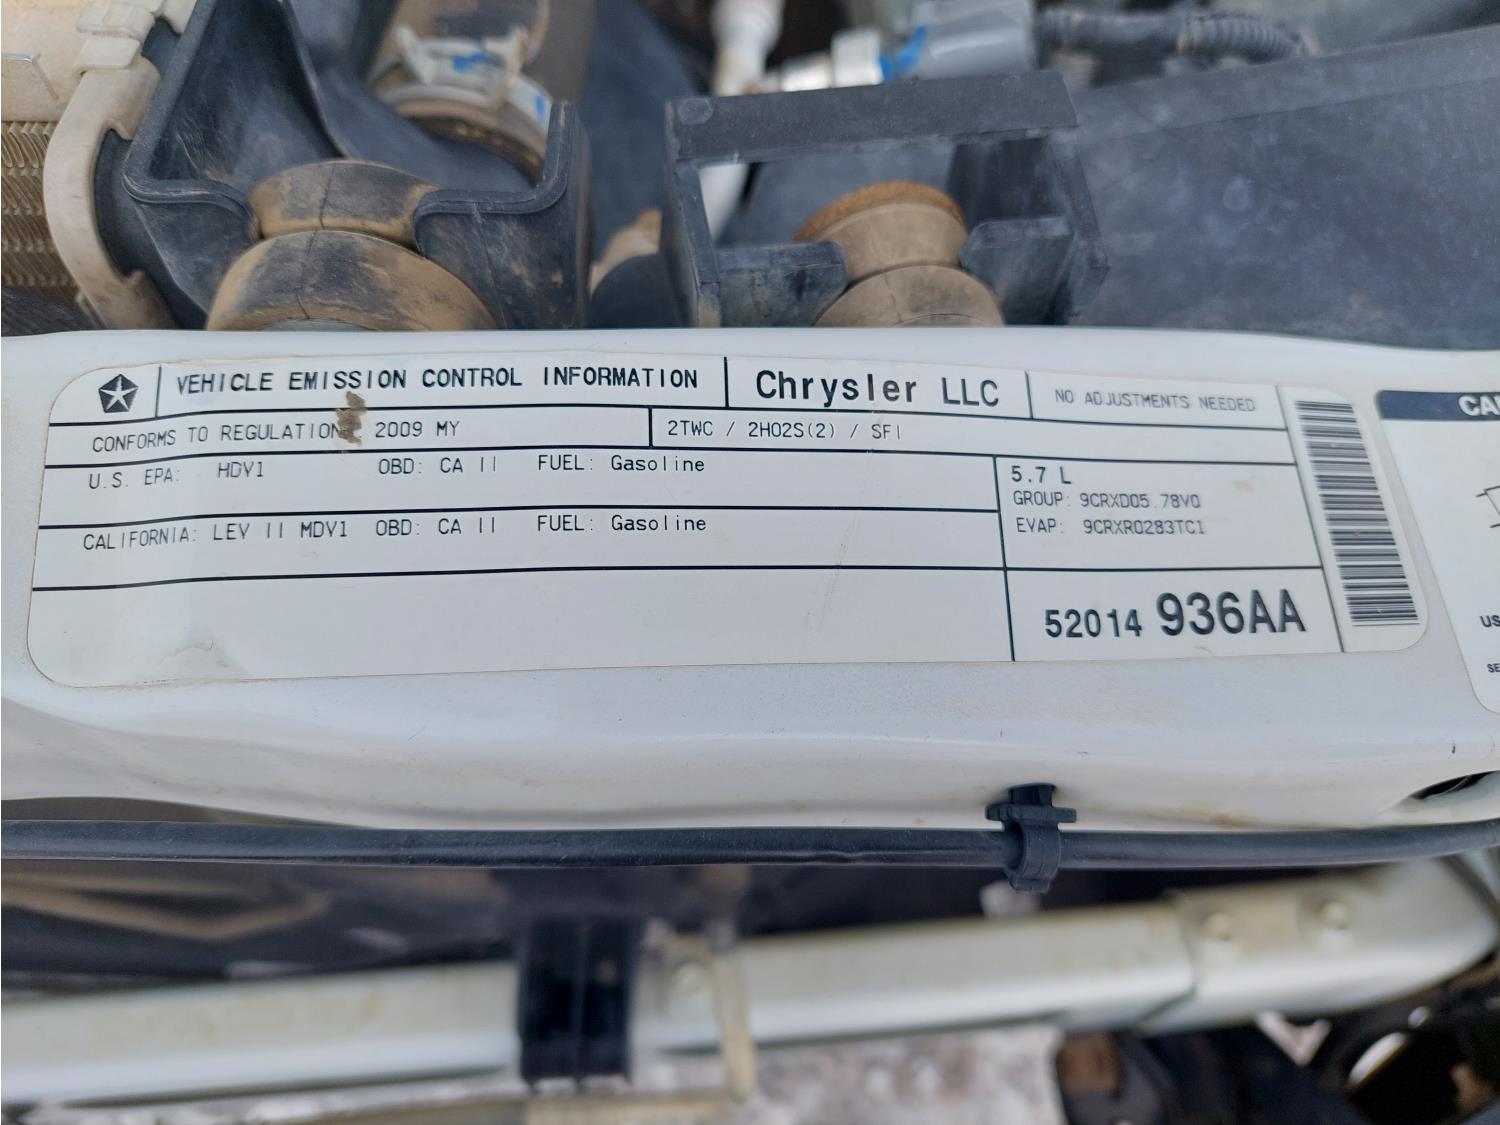 VEHICLE EMISSION CONTROL INFORMATION
Chrysler LLC
NO ADJUSTMENTS NEEDED
CONFORMS TO REGULATION 2009 MY
2TWC / 2HO2S(2) / SFI
U.S. EPA: HDV1 OBD: CA II FUEL: Gasoline
CALIFORNIA: LEV II MDV1 OBD: CA II FUEL: Gasoline
5.7 L
GROUP: 9CRXD05.78V0
EVAP: 9CRXR0283TC1
52014 936AA